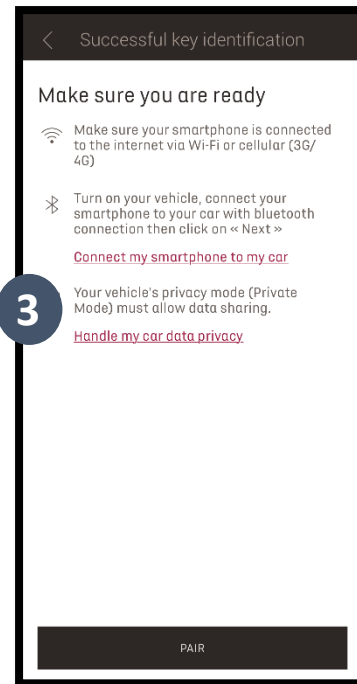 Successful key identification
Make sure you are ready
Make sure your smartphone is connected
to the internet via Wi-Fi or cellular (3G/
4G)
Turn on your vehicle, connect your
smartphone to your car with bluetooth
connection then click on « Next »
Connect my smartphone to my car
3
Your vehicle's privacy mode (Private
Mode) must allow data sharing.
Handle my car data privacy
PAIR